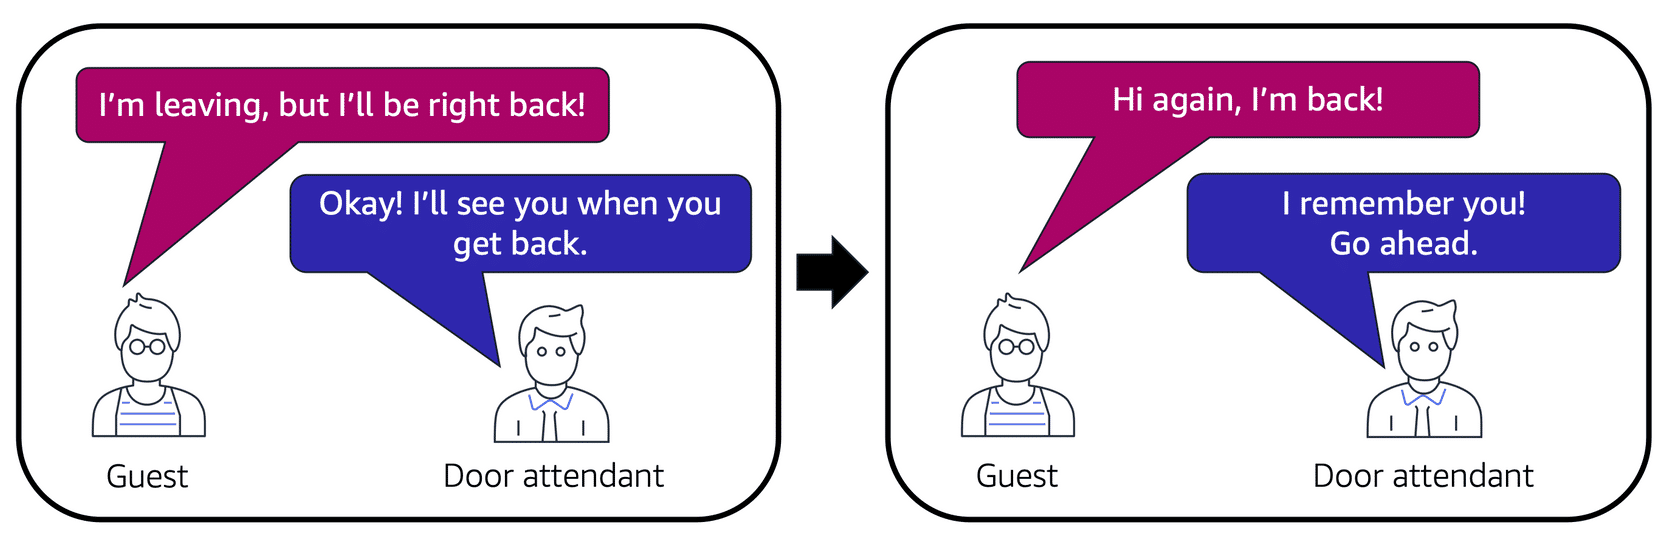 I’m leaving, but I’ll be right back!
Okay! I’ll see you when you
get back.
Guest
Door attendant
Hi again, I’m back!
I remember you!
Go ahead.
Guest
Door attendant